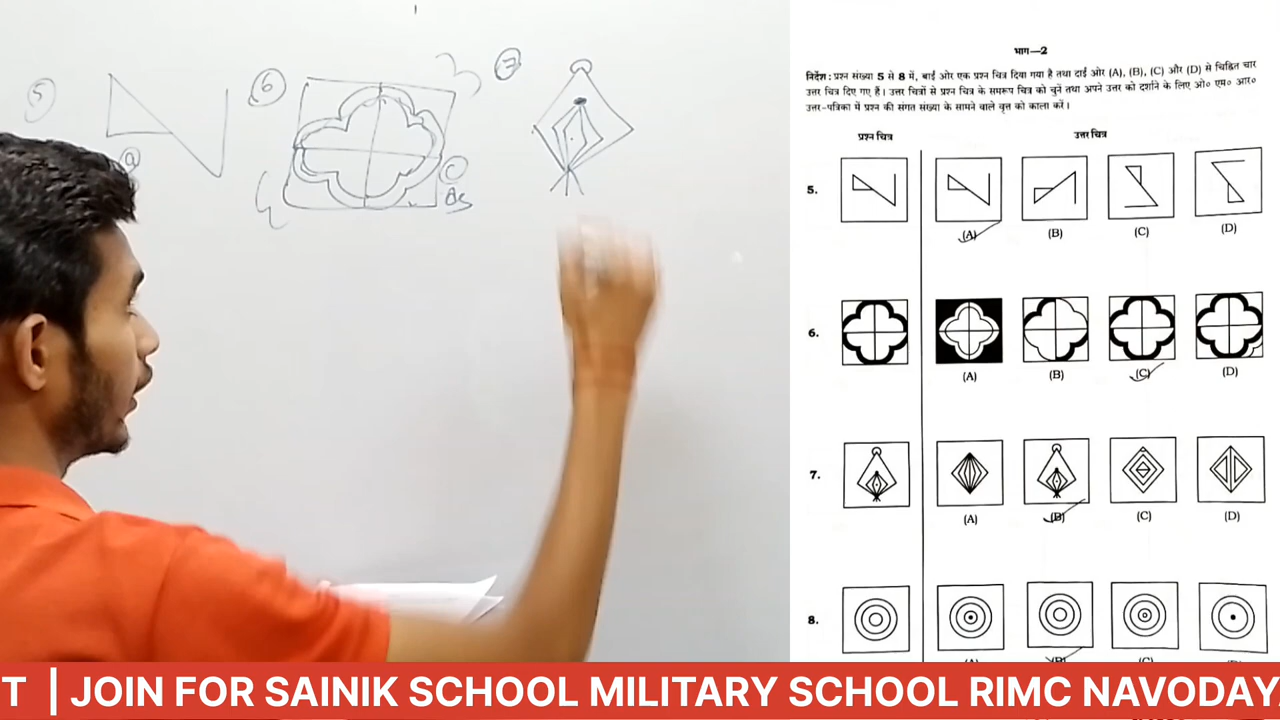 5
6
7
a
C
As
भाग—2
निर्देश : प्रश्न संख्या 5 से 8 में, बाईं ओर एक प्रश्न चित्र दिया गया है तथा दाईं ओर (A), (B), (C) और (D) से चिह्नित चार
उत्तर चित्र दिए गए हैं। उत्तर चित्रों से प्रश्न चित्र के समरूप चित्र को चुनें तथा अपने उत्तर को दर्शाने के लिए ओ० एम० आर०
उत्तर-पत्रिका में प्रश्न की संगत संख्या के सामने वाले वृत्त को काला करें।
प्रश्न चित्र उत्तर चित्र
5.
(A) (B) (C) (D)
6.
(A) (B) (C) (D)
7.
(A) (B) (C) (D)
8.
(A) (B) (C)
T | JOIN FOR SAINIK SCHOOL MILITARY SCHOOL RIMC NAVODAY